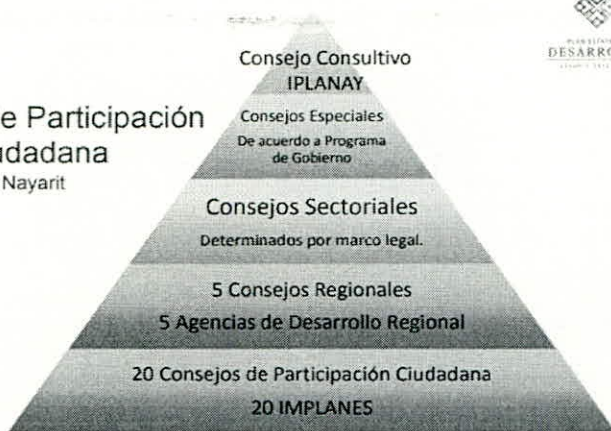 e Participación
udadana
Nayarit
DESARRO
Consejo Consultivo
IPLANAY
Consejos Especiales
De acuerdo a Programa
de Gobierno
Consejos Sectoriales
Determinados por marco legal.
5 Consejos Regionales
5 Agencias de Desarrollo Regional
20 Consejos de Participación Ciudadana
20 IMPLANES